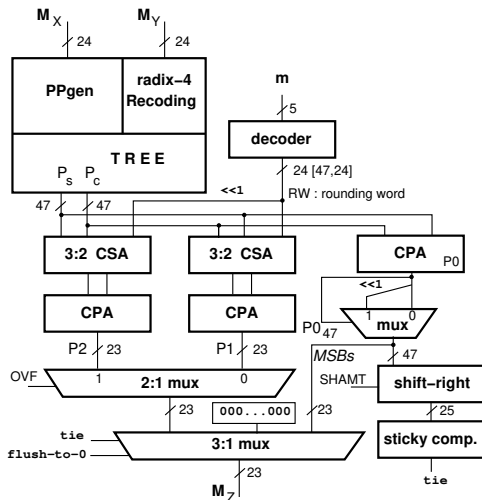 M_X M_Y
24 24
m
PPgen radix-4 Recoding
5
decoder
T R E E
24 [47,24]
P_s P_c
<<1 RW : rounding word
47 47
3:2 CSA 3:2 CSA CPA P0
<<1
CPA CPA 1 0
mux
P0_47
P2 23 P1 23
MSBs 47
OVF 1 2:1 mux 0 SHAMT shift-right
23 000...000 23 25
tie 3:1 mux sticky comp.
flush-to-0
23 tie
M_Z